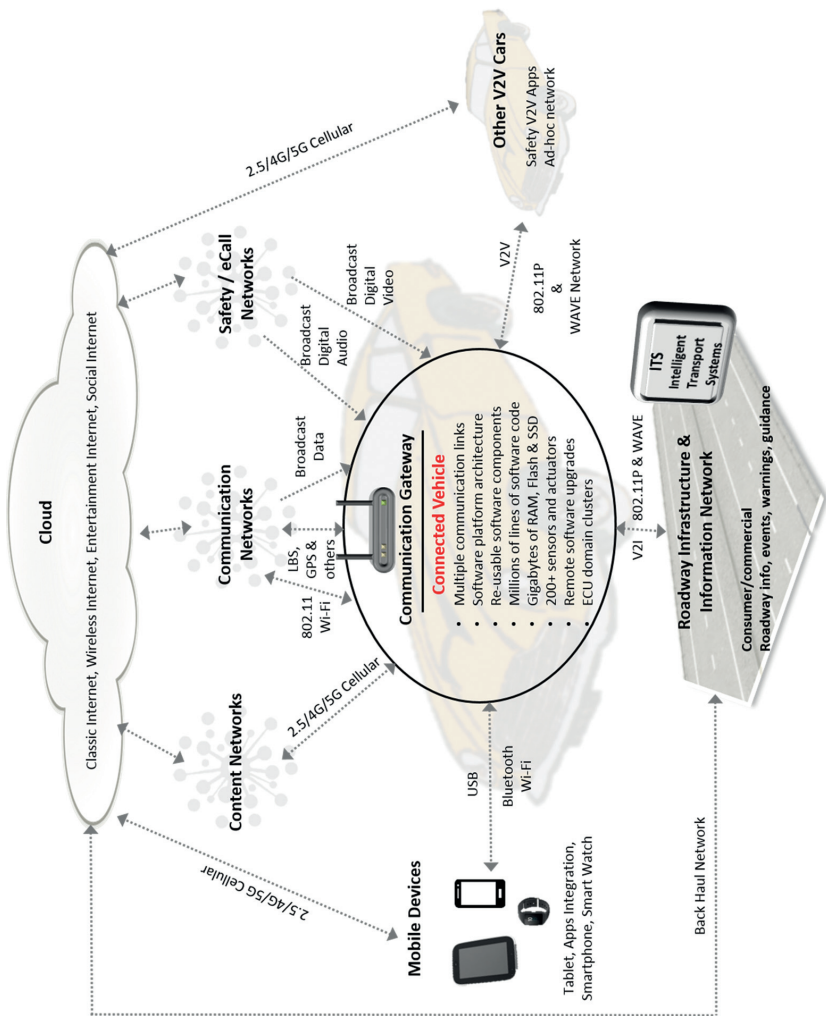 Cloud
Classic Internet, Wireless Internet, Entertainment Internet, Social Internet
2.5/4G/5G Cellular
Content Networks
Communication
Networks
Safety / eCall
Networks
2.5/4G/5G Cellular
2.5/4G/5G Cellular
802.11
Wi-Fi
LBS,
GPS &
others
Broadcast
Data
Broadcast
Digital
Audio
Broadcast
Digital
Video
Mobile Devices
Tablet, Apps Integration,
Smartphone, Smart Watch
USB
Bluetooth
Wi-Fi
Communication Gateway
Connected Vehicle
• Multiple communication links
• Software platform architecture
• Re-usable software components
• Millions of lines of software code
• Gigabytes of RAM, Flash & SSD
• 200+ sensors and actuators
• Remote software upgrades
• ECU domain clusters
V2V
802.11P
&
WAVE Network
Other V2V Cars
Safety V2V Apps
Ad-hoc network
V2I
802.11P & WAVE
Roadway Infrastructure &
Information Network
Consumer/commercial
Roadway info, events, warnings, guidance
ITS
Intelligent
Transport
Systems
Back Haul Network